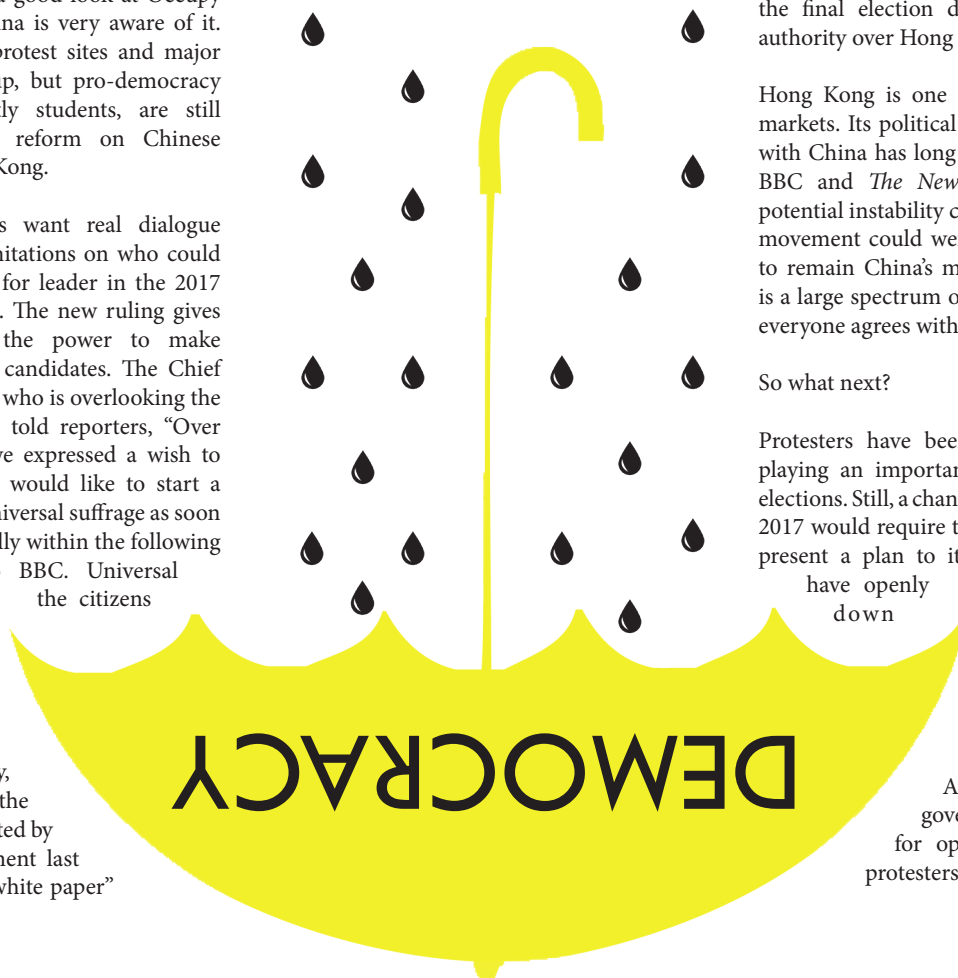 a good look at Occupy
ina is very aware of it.
protest sites and major
up, but pro-democracy
tly students, are still
reform on Chinese
Kong.
s want real dialogue
mitations on who could
for leader in the 2017
. The new ruling gives
the power to make
candidates. The Chief
who is overlooking the
told reporters, “Over
ve expressed a wish to
would like to start a
niversal suffrage as soon
lly within the following
BBC. Universal
the citizens
y,
the
ted by
ment last
white paper”
DEMOCRACY
the final election d
authority over Hong
Hong Kong is one
markets. Its political
with China has long
BBC and The New
potential instability c
movement could wea
to remain China’s m
is a large spectrum o
everyone agrees with
So what next?
Protesters have bee
playing an importan
elections. Still, a chan
2017 would require t
present a plan to it
have openly
down
A
gove
for op
protesters